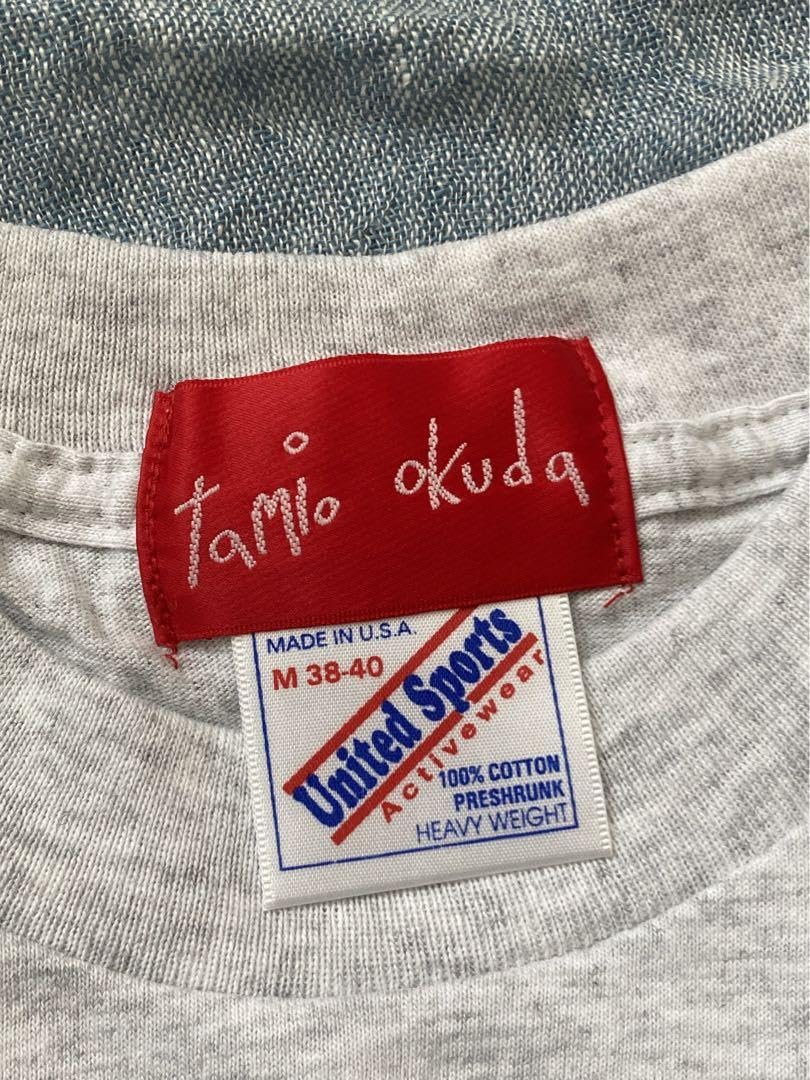 Tamio okuda
MADE IN U.S.A.
M 38-40
United Sports
Activewear
100% COTTON
PRESHRUNK
HEAVY WEIGHT